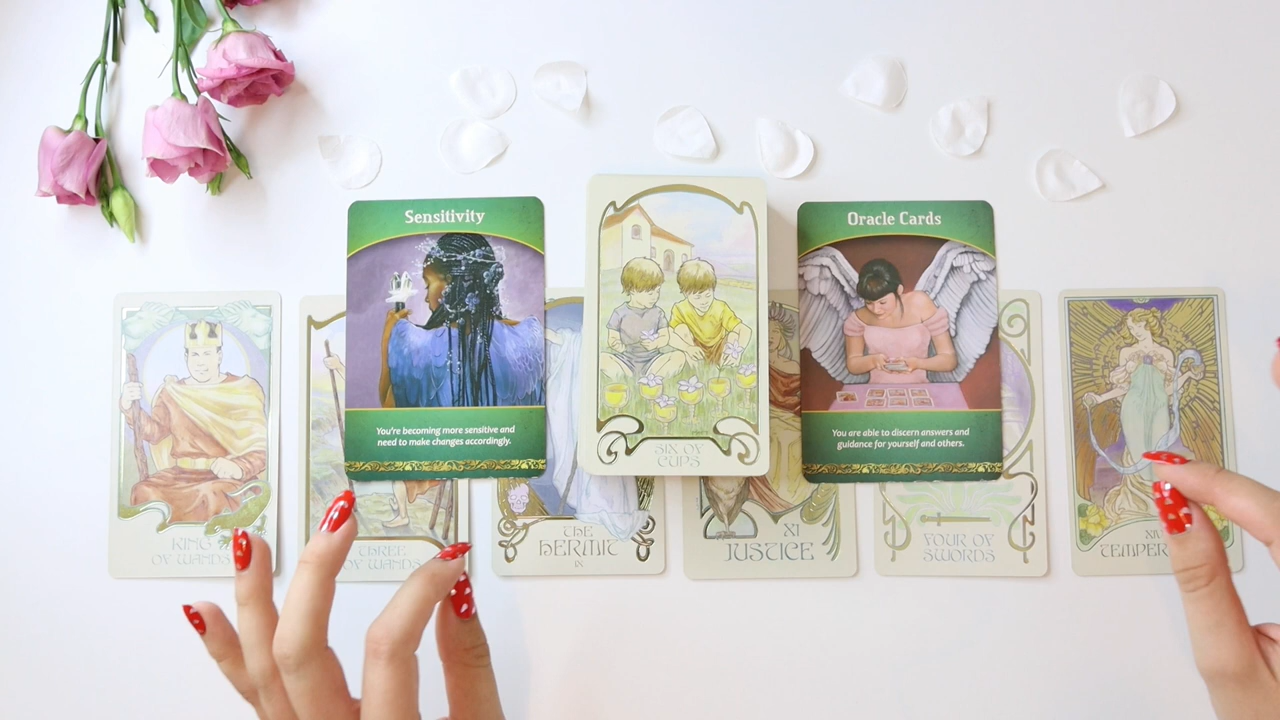 Sensitivity
You're becoming more sensitive and
need to make changes accordingly.
SIX OF
CUPS
Oracle Cards
You are able to discern answers and
guidance for yourself and others.
KING
OF WANDS
THREE
OF WANDS
THE
HERMIT
IX
XI
JUSTICE
FOUR OF
SWORDS